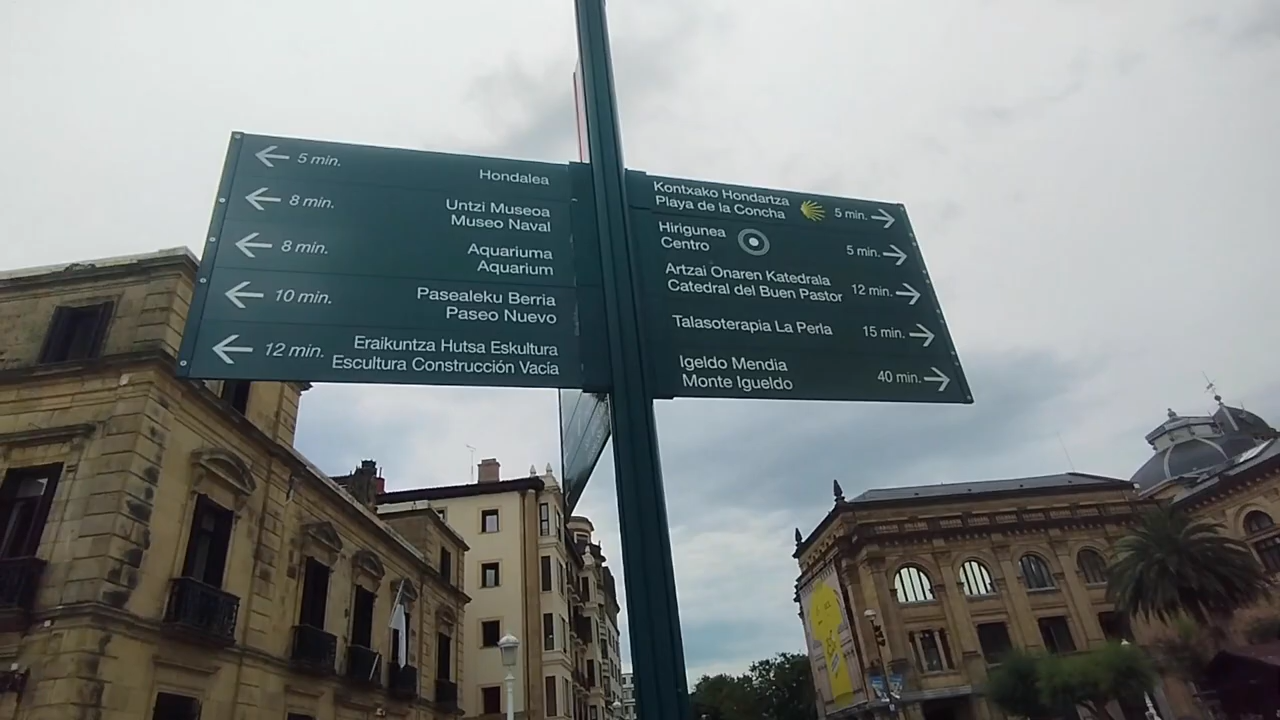 5 min. Hondalea
8 min. Untzi Museoa
Museo Naval
8 min. Aquariuma
Aquarium
10 min. Pasealeku Berria
Paseo Nuevo
12 min. Eraikuntza Hutsa Eskultura
Escultura Construcción Vacía
Kontxako Hondartza
Playa de la Concha 5 min.
Hirigunea
Centro 5 min.
Artzai Onaren Katedrala
Catedral del Buen Pastor 12 min.
Talasoterapia La Perla 15 min.
Igeldo Mendia
Monte Igueldo 40 min.